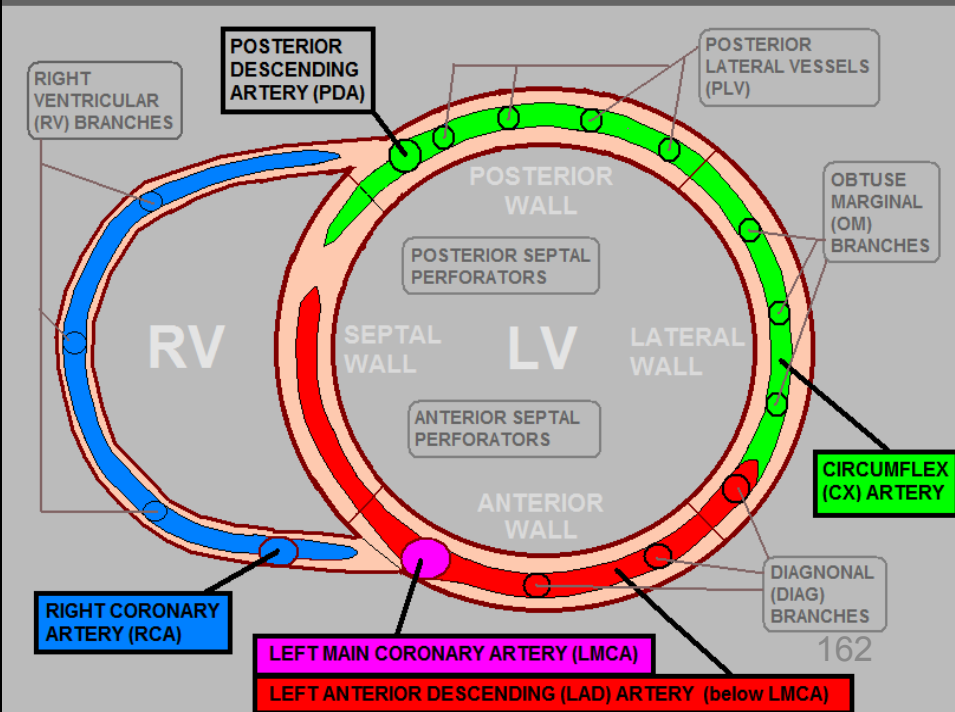 POSTERIOR
DESCENDING
ARTERY (PDA)
POSTERIOR
LATERAL VESSELS
(PLV)
RIGHT
VENTRICULAR
(RV) BRANCHES
OBTUSE
MARGINAL
(OM)
BRANCHES
POSTERIOR
WALL
POSTERIOR SEPTAL
PERFORATORS
RV
SEPTAL
WALL
LV
LATERAL
WALL
ANTERIOR SEPTAL
PERFORATORS
ANTERIOR
WALL
CIRCUMFLEX
(CX) ARTERY
DIAGNONAL
(DIAG)
BRANCHES
RIGHT CORONARY
ARTERY (RCA)
LEFT MAIN CORONARY ARTERY (LMCA)
162
LEFT ANTERIOR DESCENDING (LAD) ARTERY (below LMCA)